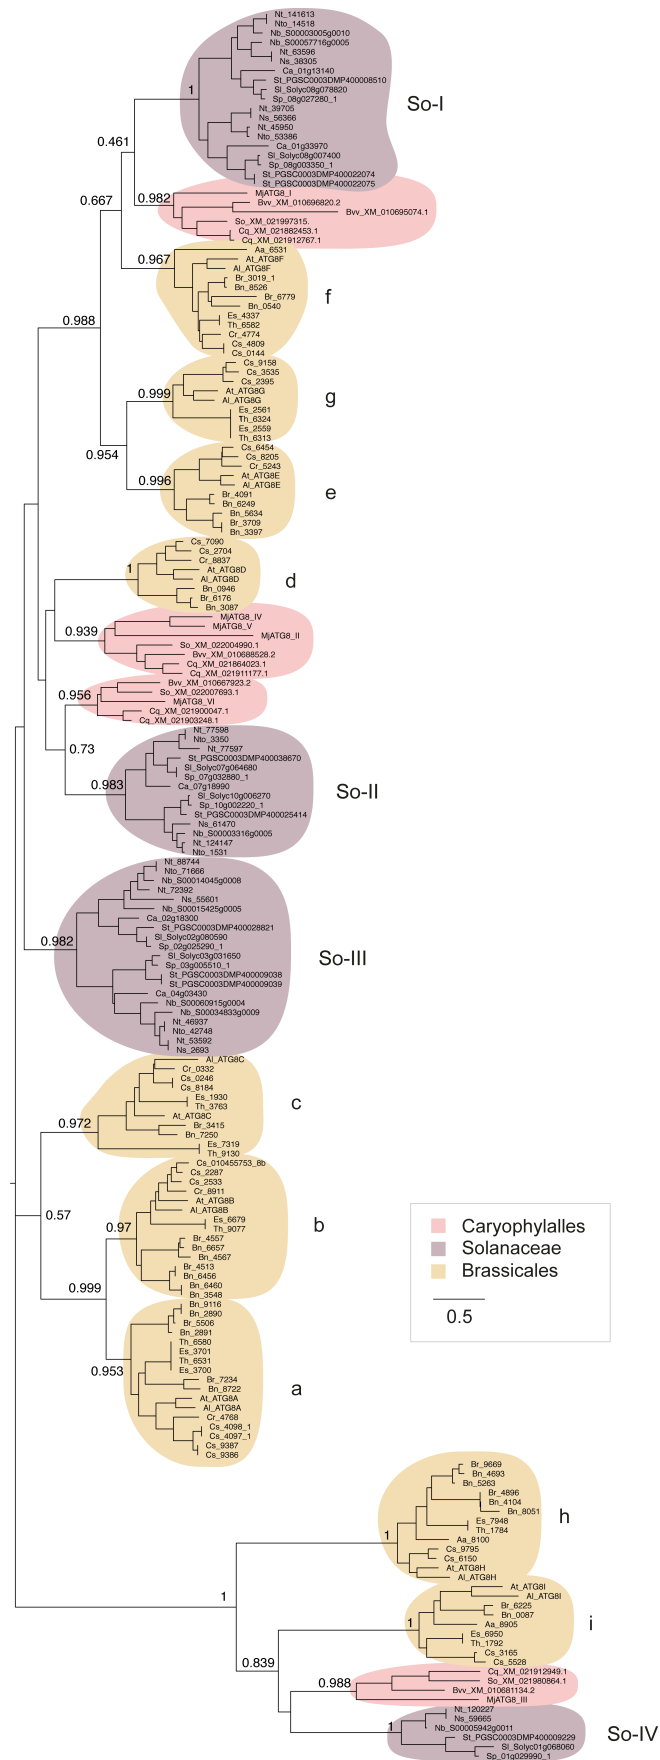 Nt_141613
Nto_14518
Nb_S00003005g0010
Nb_S00057716g0005
Nt_63596
Ns_38305
Ca_01g13140
St_PGSC0003DMP400008510
Sl_Solyc08g078820
Sp_08g027280_1
1
So-I
Nt_39705
Ns_56366
Nt_45950
Nto_53386
Ca_01g33970
Sl_Solyc08g007400
Sp_08g003350_1
St_PGSC0003DMP400022074
St_PGSC0003DMP400022075
0.461
0.667
0.982
MjATG8_I
Bvv_XM_010696820.2
Bvv_XM_010695074.1
So_XM_021997315.
Cq_XM_021882453.1
Cq_XM_021912767.1
0.967
Aa_6531
At_ATG8F
Al_ATG8F
Br_3019_1
Bn_8526
Br_6779
Bn_0540
Es_4337
Th_6582
Cr_4774
Cs_4809
Cs_0144
f
0.988
Cs_9158
Cs_3535
Cs_2395
At_ATG8G
Al_ATG8G
Es_2561
Th_6324
Es_2559
Th_6313
0.999
g
0.954
Cs_6454
Cs_8205
Cr_5243
At_ATG8E
Al_ATG8E
Br_4091
Bn_6249
Bn_5634
Br_3709
Bn_3397
0.996
e
Cs_7090
Cs_2704
Cr_8837
At_ATG8D
Al_ATG8D
Bn_0946
Br_6176
Bn_3087
1
d
MjATG8_IV
MjATG8_V
MjATG8_II
So_XM_022004990.1
Bvv_XM_010688528.2
Cq_XM_021864023.1
Cq_XM_021911177.1
0.939
Bvv_XM_010667923.2
So_XM_022007693.1
MjATG8_VI
Cq_XM_021900047.1
Cq_XM_021903248.1
0.956
0.73
Nt_77598
Nto_3350
Nt_77597
St_PGSC0003DMP400038670
Sl_Solyc07g064680
Sp_07g032880_1
Ca_07g18990
Sl_Solyc10g006270
Sp_10g002220_1
St_PGSC0003DMP400025414
Ns_61470
Nb_S00003316g0005
Nt_124147
Nto_1531
0.983
So-II
Nt_88744
Nto_71666
Nb_S00014045g0008
Nt_72392
Ns_55601
Nb_S00015425g0005
Ca_02g18300
St_PGSC0003DMP400028821
Sl_Solyc02g080590
Sp_02g025290_1
Sl_Solyc03g031650
Sp_03g005510_1
St_PGSC0003DMP400009038
St_PGSC0003DMP400009039
Ca_04g03430
Nb_S00060915g0004
Nb_S00034833g0009
Nt_46937
Nto_42748
Nt_53592
Ns_2693
0.982
So-III
Al_ATG8C
Cr_0332
Cs_0246
Cs_8184
Es_1930
Th_3763
At_ATG8C
Br_3415
Bn_7250
Es_7319
Th_9130
0.972
c
0.57
Cs_010455753_8b
Cs_2287
Cs_2533
Cr_8911
At_ATG8B
Al_ATG8B
Es_6679
Th_9077
Br_4557
Bn_6657
Bn_4567
Br_4513
Bn_6456
Bn_6460
Bn_3548
0.97
b
0.999
Bn_9116
Bn_2890
Br_5506
Bn_2891
Th_6580
Es_3701
Th_6531
Es_3700
Br_7234
Bn_8722
At_ATG8A
Al_ATG8A
Cr_4768
Cs_4098_1
Cs_4097_1
Cs_9387
Cs_9386
0.953
a
Caryophylalles
Solanaceae
Brassicales
0.5
Br_9669
Bn_4693
Bn_5263
Br_4896
Bn_4104
Bn_8051
Es_7948
Th_1784
Aa_8100
Cs_9795
Cs_6150
At_ATG8H
Al_ATG8H
1
h
1
At_ATG8I
Al_ATG8I
Br_6225
Bn_0087
Aa_8905
Es_6950
Th_1792
Cs_3165
Cs_5528
1
i
0.839
Cq_XM_021912949.1
So_XM_021980864.1
Bvv_XM_010681134.2
MjATG8_III
0.988
Nt_120227
Ns_59665
Nb_S00005942g0011
St_PGSC0003DMP400009229
Sl_Solyc01g068060
Sp_01g029990_1
1
So-IV